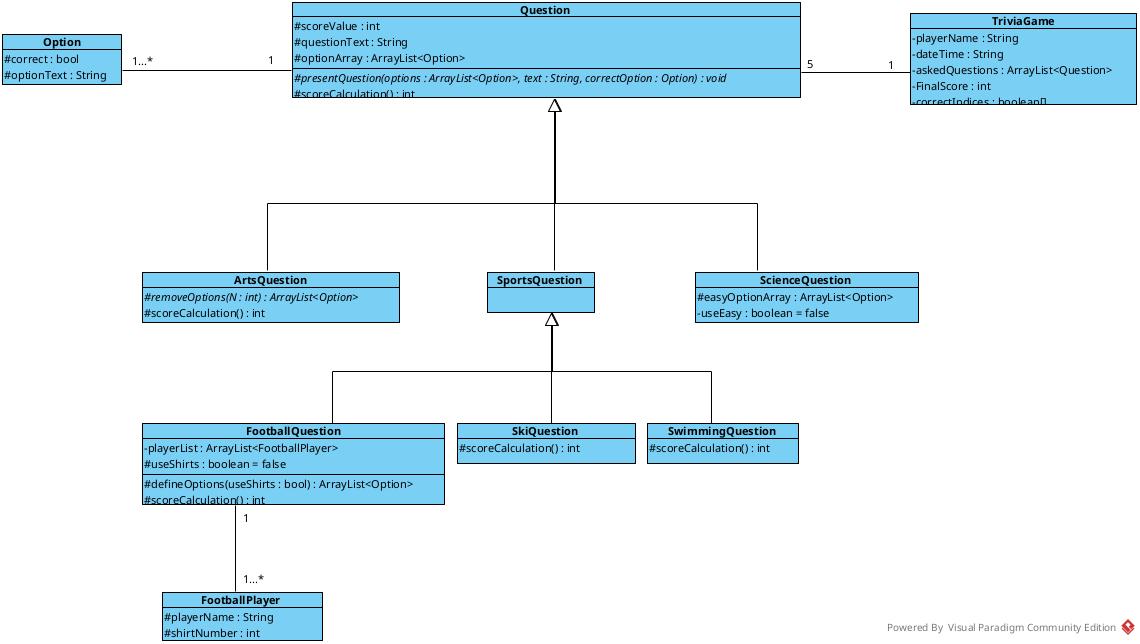 Question
#scoreValue : int
#questionText : String
#optionArray : ArrayList<Option>
#presentQuestion(options : ArrayList<Option>, text : String, correctOption : Option) : void
#scoreCalculation() : int
Option
#correct : bool
#optionText : String
1...*
1
5
1
TriviaGame
-playerName : String
-dateTime : String
-askedQuestions : ArrayList<Question>
-FinalScore : int
-correctIndices : boolean[]
ArtsQuestion
#removeOptions(N : int) : ArrayList<Option>
#scoreCalculation() : int
SportsQuestion
ScienceQuestion
#easyOptionArray : ArrayList<Option>
-useEasy : boolean = false
FootballQuestion
-playerList : ArrayList<FootballPlayer>
#useShirts : boolean = false
#defineOptions(useShirts : bool) : ArrayList<Option>
#scoreCalculation() : int
SkiQuestion
#scoreCalculation() : int
SwimmingQuestion
#scoreCalculation() : int
1
1...*
FootballPlayer
#playerName : String
#shirtNumber : int
Powered By Visual Paradigm Community Edition